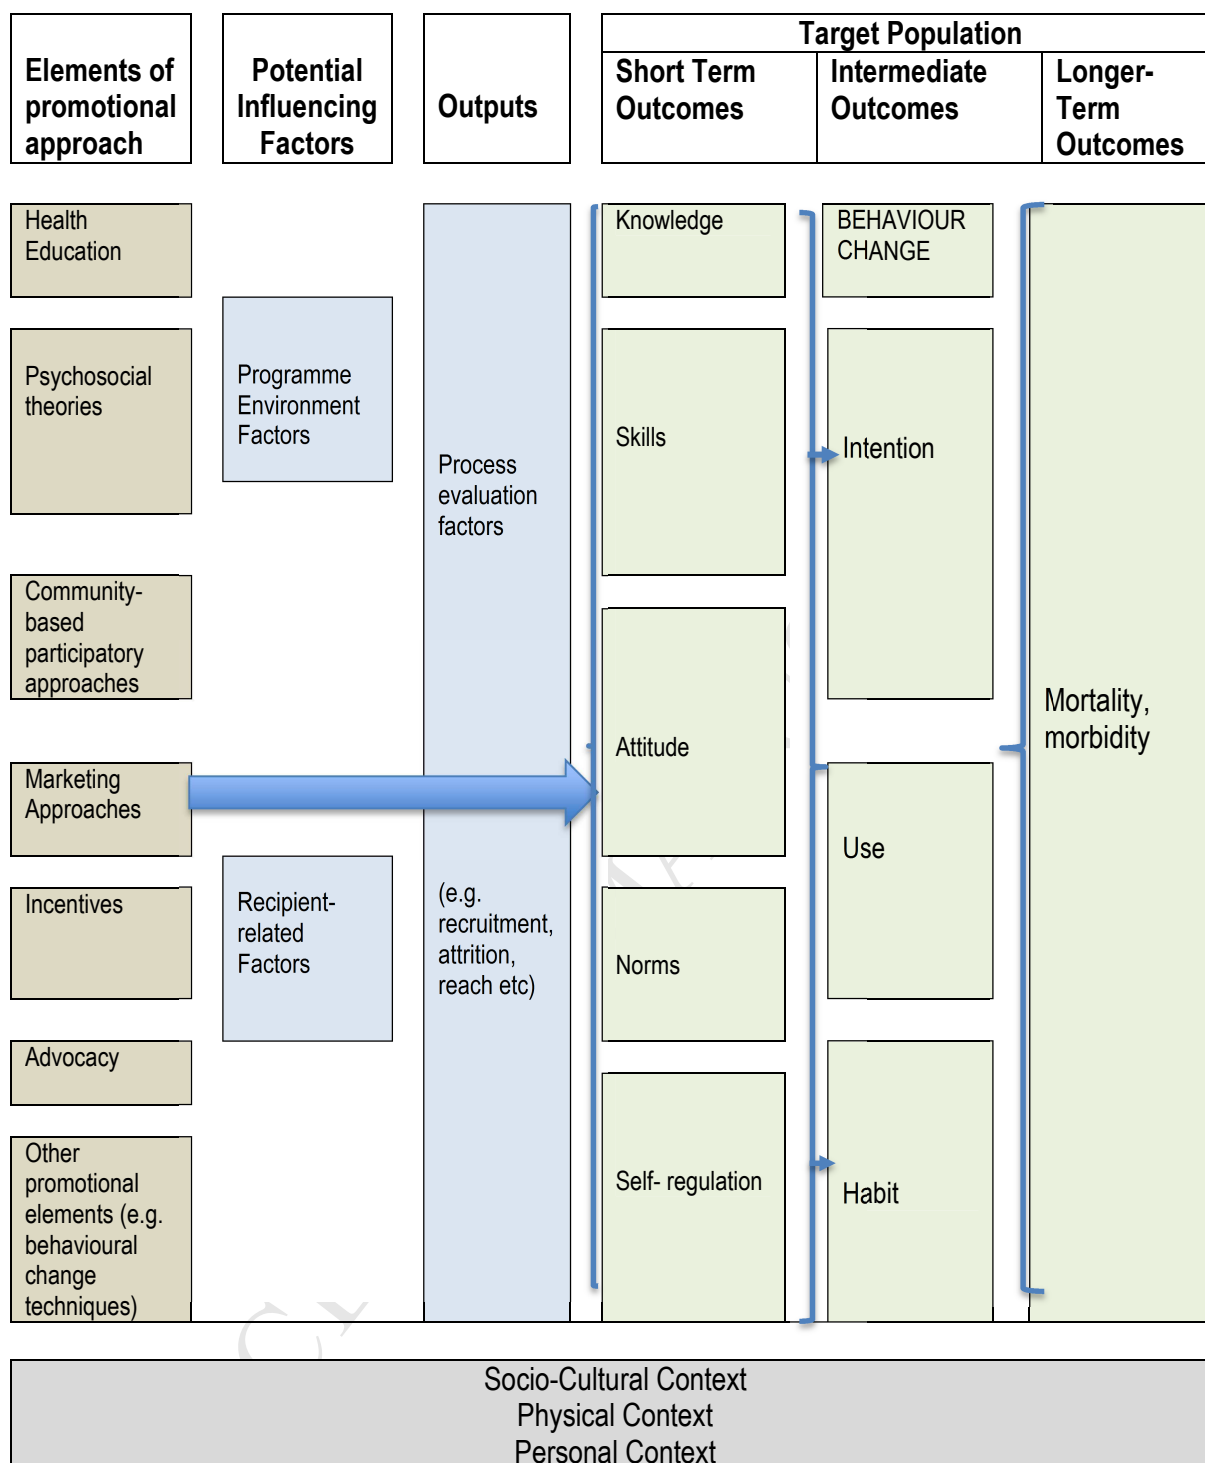 Elements of
promotional
approach
Potential
Influencing
Factors
Outputs
Target Population
Short Term
Outcomes
Intermediate
Outcomes
Longer-
Term
Outcomes
Health
Education
Psychosocial
theories
Community-
based
participatory
approaches
Marketing
Approaches
Incentives
Advocacy
Other
promotional
elements (e.g.
behavioural
change
techniques)
Programme
Environment
Factors
Recipient-
related
Factors
Process
evaluation
factors
(e.g.
recruitment,
attrition,
reach etc)
Knowledge
Skills
Attitude
Norms
Self- regulation
BEHAVIOUR
CHANGE
Intention
Use
Habit
Mortality,
morbidity
Socio-Cultural Context
Physical Context
Personal Context